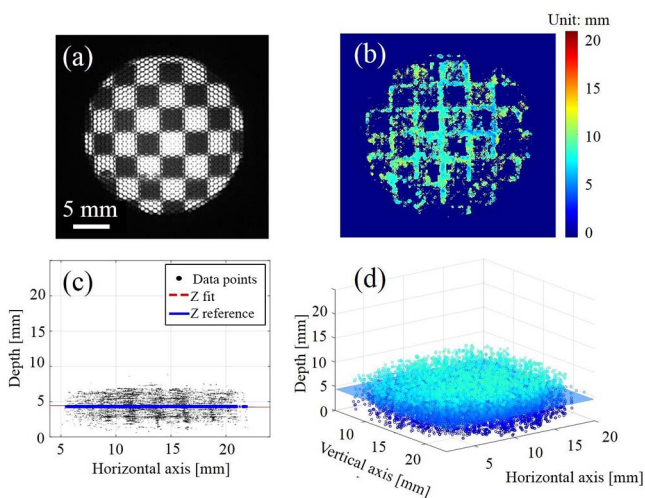 Unit: mm
(a)
5 mm
(b)
20
15
10
5
0
(c)
Data points
Z fit
Z reference
Depth [mm]
20
15
10
5
0
5
10
15
20
Horizontal axis [mm]
(d)
Depth [mm]
20
15
10
5
0
10
15
20
Vertical axis [mm]
5
10
15
20
Horizontal axis [mm]